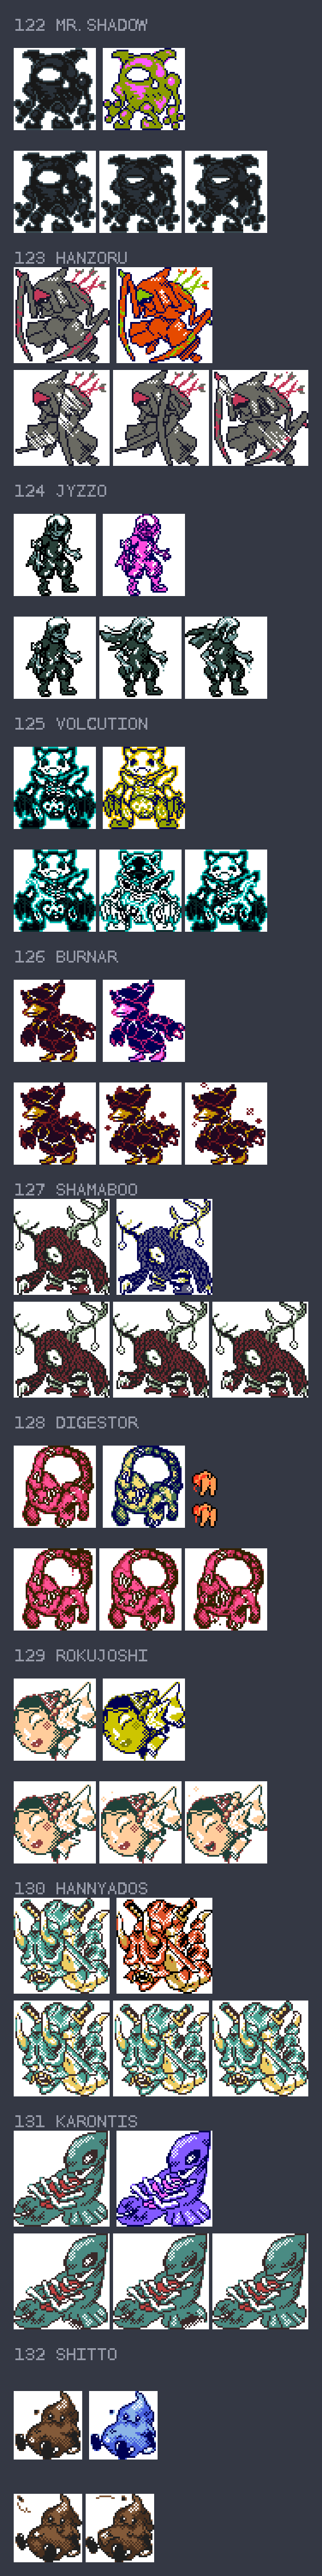 122 MR. SHADOW
123 HANZORU
124 JYZZO
125 VOLCUTION
126 BURNAR
127 SHAMABOO
128 DIGESTOR
129 ROKUJOSHI
130 HANNYADOS
131 KARONTIS
132 SHITTO